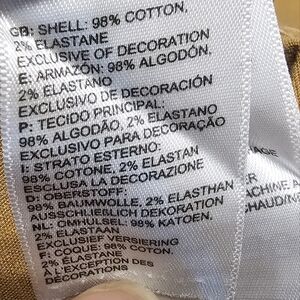 GB: SHELL: 98% COTTON,
2% ELASTANE
EXCLUSIVE OF DECORATION
E: ARMAZÓN: 98% ALGODÓN,
2% ELASTANO
EXCLUSIVO DE DECORACIÓN
P: TECIDO PRINCIPAL:
98% ALGODÃO, 2% ELASTANO
EXCLUSIVO PARA DECORAÇÃO
I: STRATO ESTERNO:
98% COTONE, 2% ELASTAN
ESCLUSA LA DECORAZIONE
D: OBERSTOFF:
98% BAUMWOLLE, 2% ELASTHAN
AUSSCHLIEßLICH DEKORATION
NL: OMHULSEL: 98% KATOEN,
2% ELASTAAN
EXCLUSIEF VERSIERING
F: COQUE: 98% COTON,
2% ELASTANE
À L'EXCEPTION DES
DÉCORATIONS